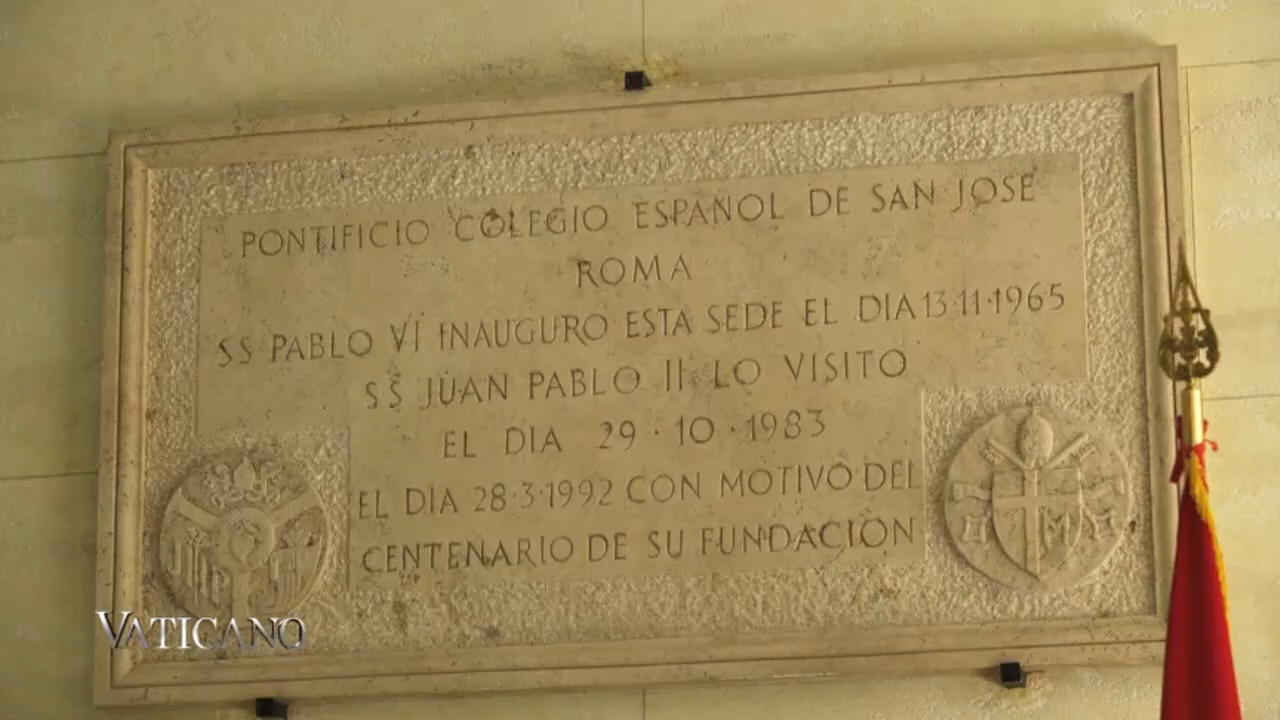 PONTIFICIO COLEGIO ESPAÑOL DE SAN JOSE
ROMA
SS PABLO VI INAUGURO ESTA SEDE EL DIA 13·11·1965
SS JUAN PABLO II LO VISITO
EL DIA 29·10·1983
EL DIA 28·3·1992 CON MOTIVO DEL
CENTENARIO DE SU FUNDACION
VATICANO